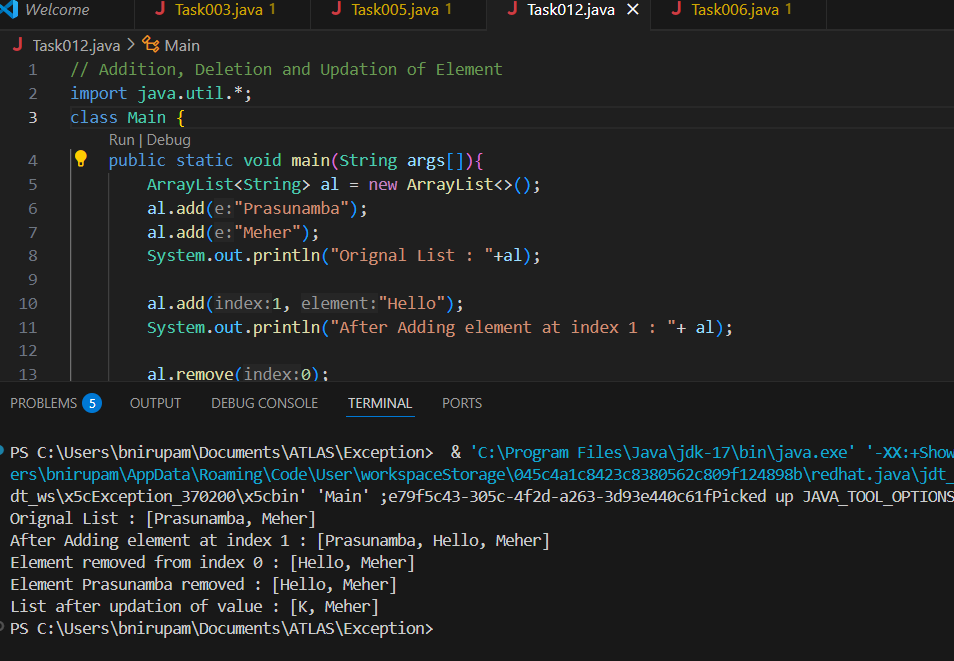 Welcome
J Task003.java 1
J Task005.java 1
J Task012.java ×
J Task006.java 1
J Task012.java > Main
1 // Addition, Deletion and Updation of Element
2 import java.util.*;
3 class Main {
Run | Debug
4 public static void main(String args[]){
5 ArrayList<String> al = new ArrayList<>();
6 al.add(e:"Prasunamba");
7 al.add(e:"Meher");
8 System.out.println("Orignal List : "+al);
9
10 al.add(index:1, element:"Hello");
11 System.out.println("After Adding element at index 1 : "+ al);
12
13 al.remove(index:0);
PROBLEMS 5 OUTPUT DEBUG CONSOLE TERMINAL PORTS
PS C:\Users\bnirupam\Documents\ATLAS\Exception> & 'C:\Program Files\Java\jdk-17\bin\java.exe' '-XX:+Show
ers\bnirupam\AppData\Roaming\Code\User\workspaceStorage\045c4a1c8423c8380562c809f124898b\redhat.java\jdt_
dt_ws\x5cException_370200\x5cbin' 'Main' ;e79f5c43-305c-4f2d-a263-3d93e440c61fPicked up JAVA_TOOL_OPTIONS
Orignal List : [Prasunamba, Meher]
After Adding element at index 1 : [Prasunamba, Hello, Meher]
Element removed from index 0 : [Hello, Meher]
Element Prasunamba removed : [Hello, Meher]
List after updation of value : [K, Meher]
PS C:\Users\bnirupam\Documents\ATLAS\Exception>